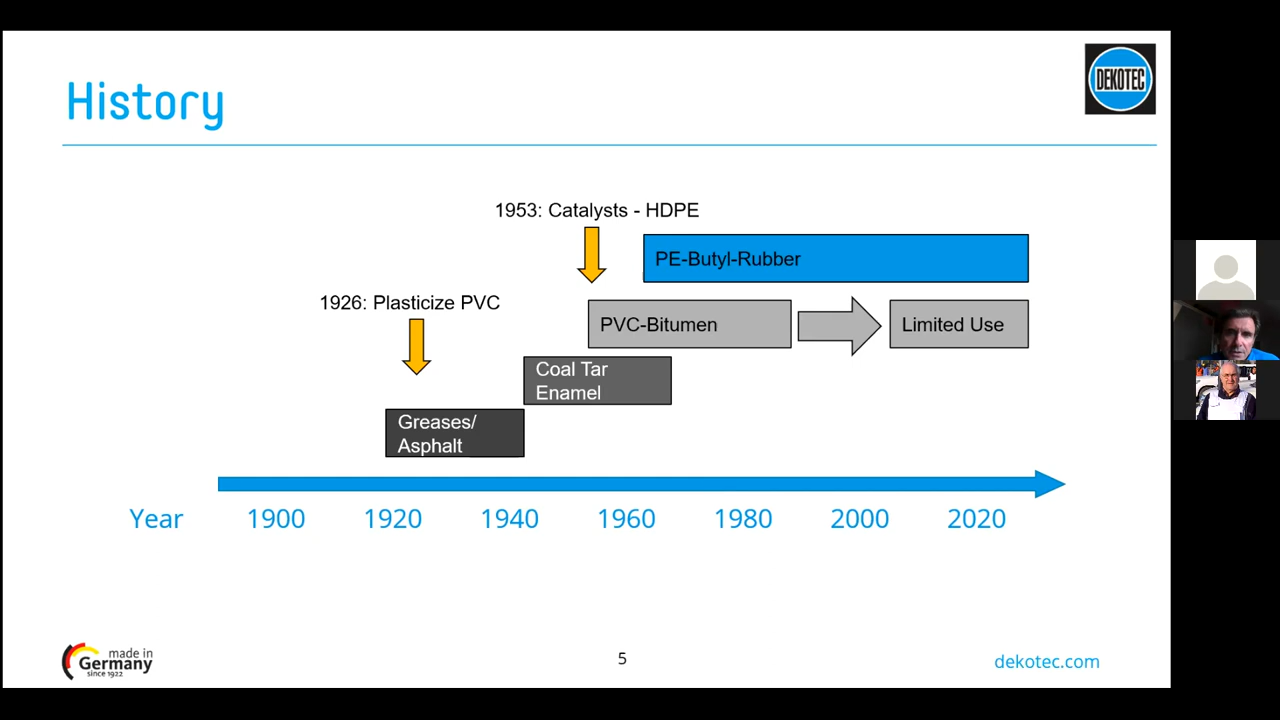 History
DEKOTEC
1953: Catalysts - HDPE
PE-Butyl-Rubber
1926: Plasticize PVC
PVC-Bitumen
Limited Use
Coal Tar
Enamel
Greases/
Asphalt
Year 1900 1920 1940 1960 1980 2000 2020
made in
Germany
since 1922
5
dekotec.com